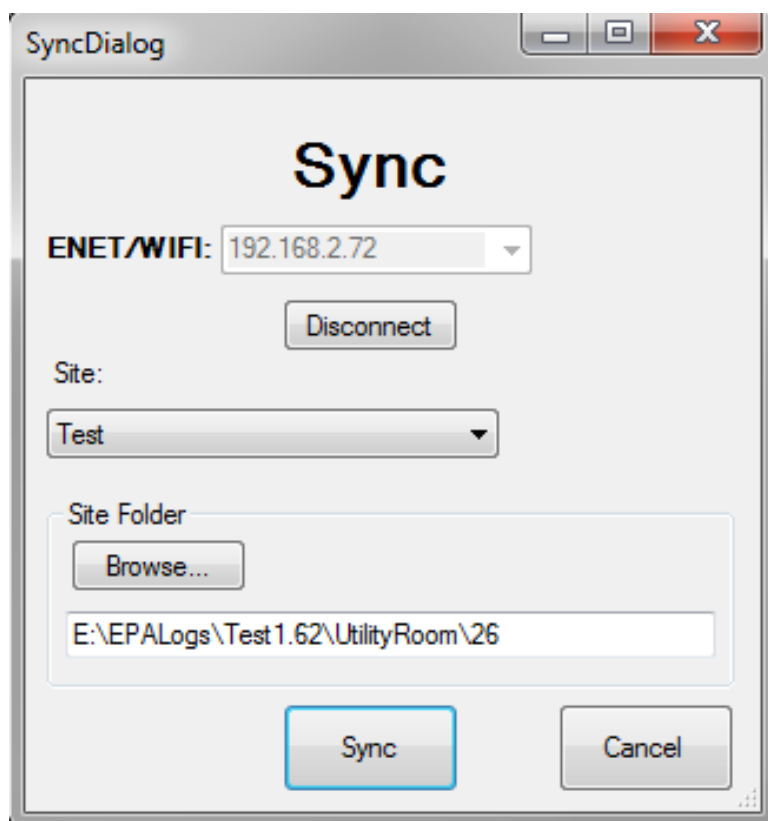 SyncDialog
Sync
ENET/WIFI: 192.168.2.72
Disconnect
Site:
Test
Site Folder
Browse...
E:\EPALogs\Test1.62\UtilityRoom\26
Sync Cancel